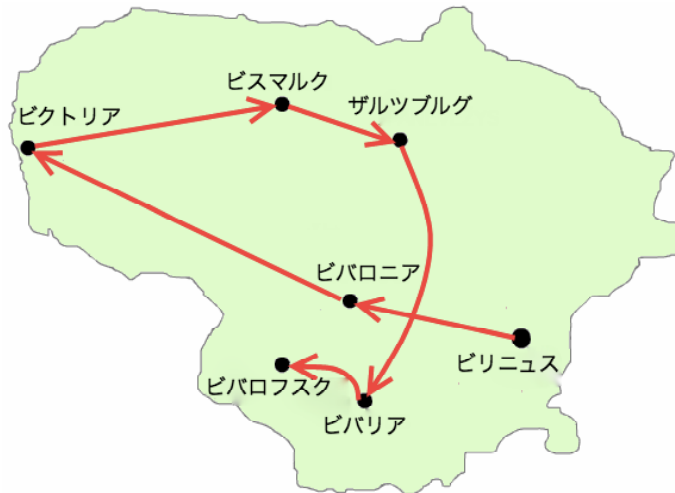 ビスマルク
ザルツブルグ
ビクトリア
ビバロニア
ビリニュス
ビバロフスク
ビバリア